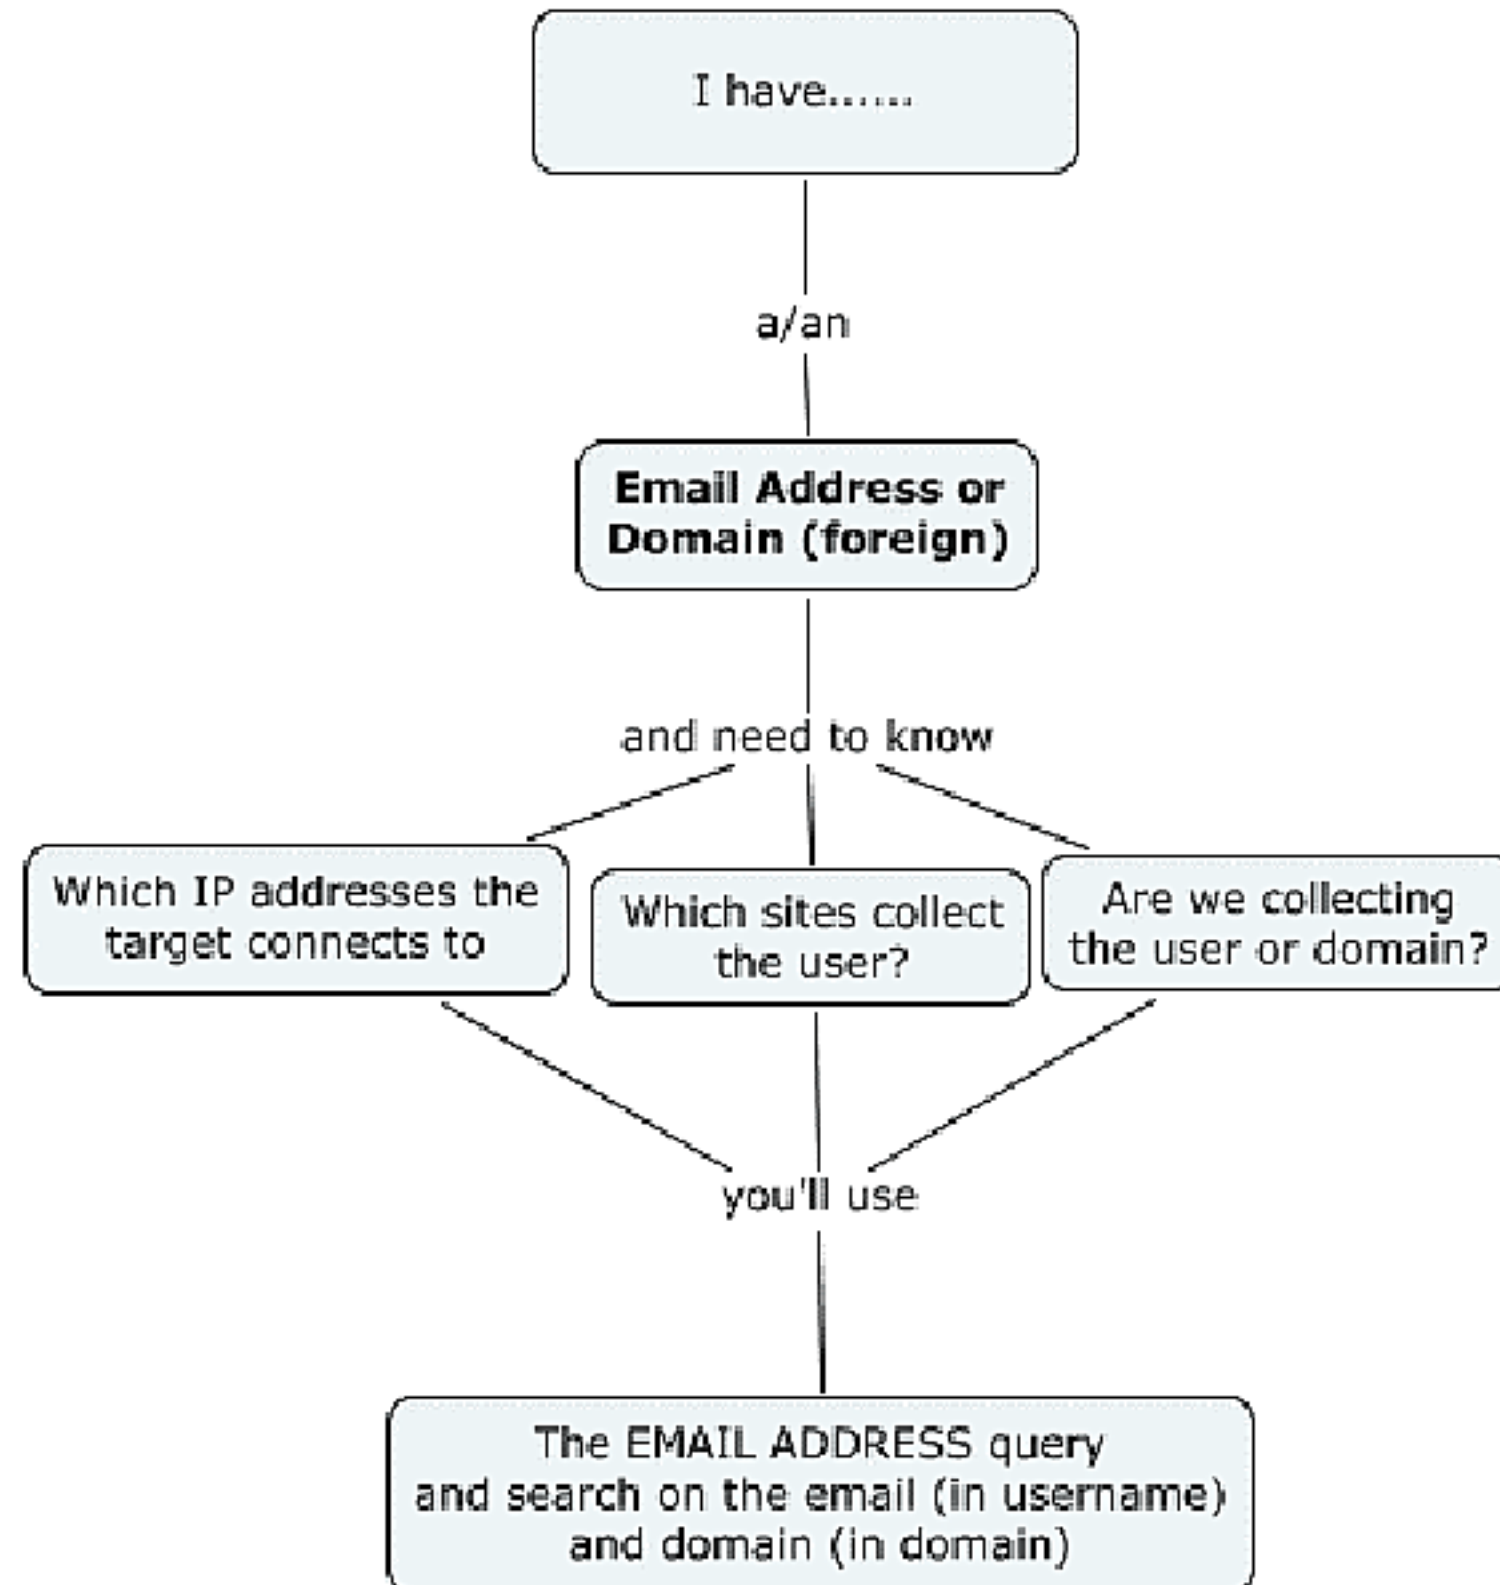 I have......
a/an
Email Address or
Domain (foreign)
and need to know
Which IP addresses the
target connects to
Which sites collect
the user?
Are we collecting
the user or domain?
you'll use
The EMAIL ADDRESS query
and search on the email (in username)
and domain (in domain)